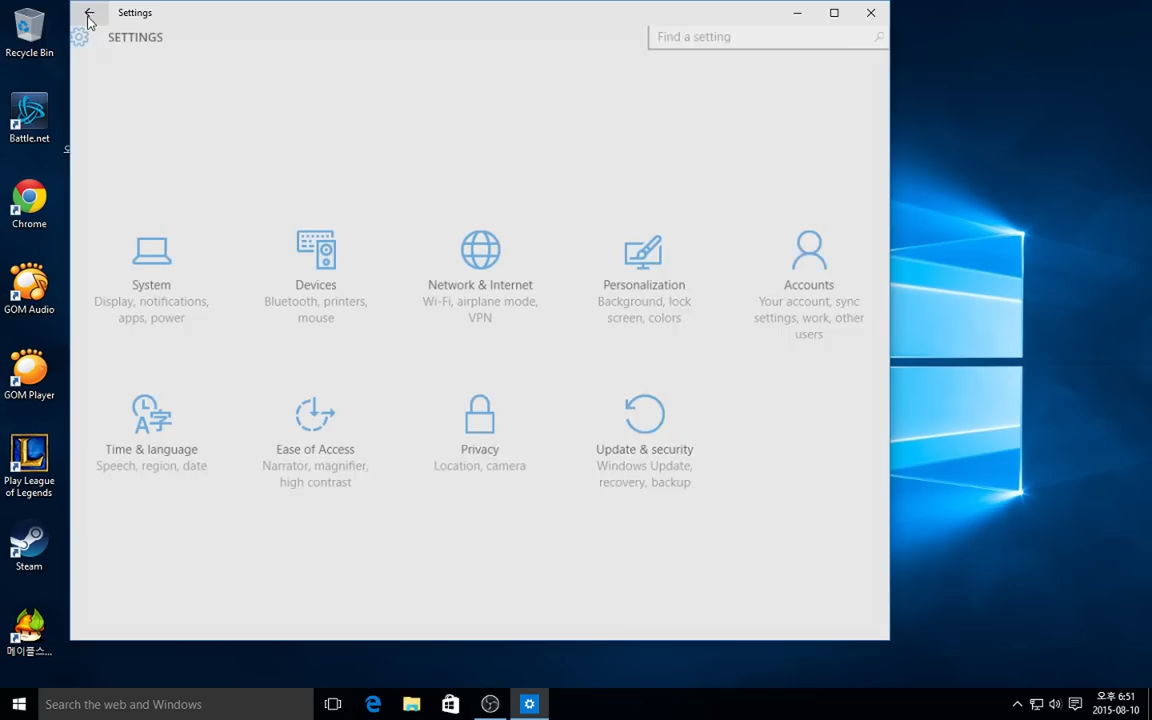 Settings
SETTINGS
Find a setting
Recycle Bin
Battle.net
Chrome
GOM Audio
GOM Player
Play League
of Legends
Steam
메이플스...
System
Display, notifications,
apps, power
Devices
Bluetooth, printers,
mouse
Network & Internet
Wi-Fi, airplane mode,
VPN
Personalization
Background, lock
screen, colors
Accounts
Your account, sync
settings, work, other
users
Time & language
Speech, region, date
Ease of Access
Narrator, magnifier,
high contrast
Privacy
Location, camera
Update & security
Windows Update,
recovery, backup
Search the web and Windows
오후 6:51
2015-08-10